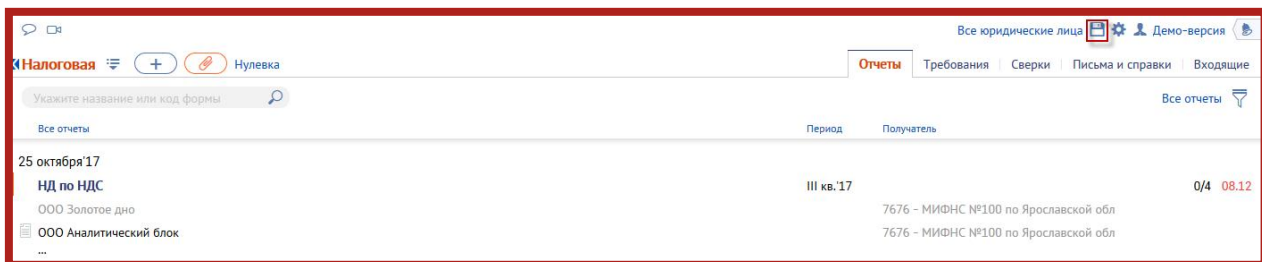 Все юридические лица Демо-версия
Налоговая Нулевка Отчеты Требования Сверки Письма и справки Входящие
Укажите название или код формы Все отчеты
Все отчеты Период Получатель
25 октября'17
НД по НДС III кв.'17 0/4 08.12
ООО Золотое дно 7676 - МИФНС №100 по Ярославской обл
ООО Аналитический блок 7676 - МИФНС №100 по Ярославской обл
...